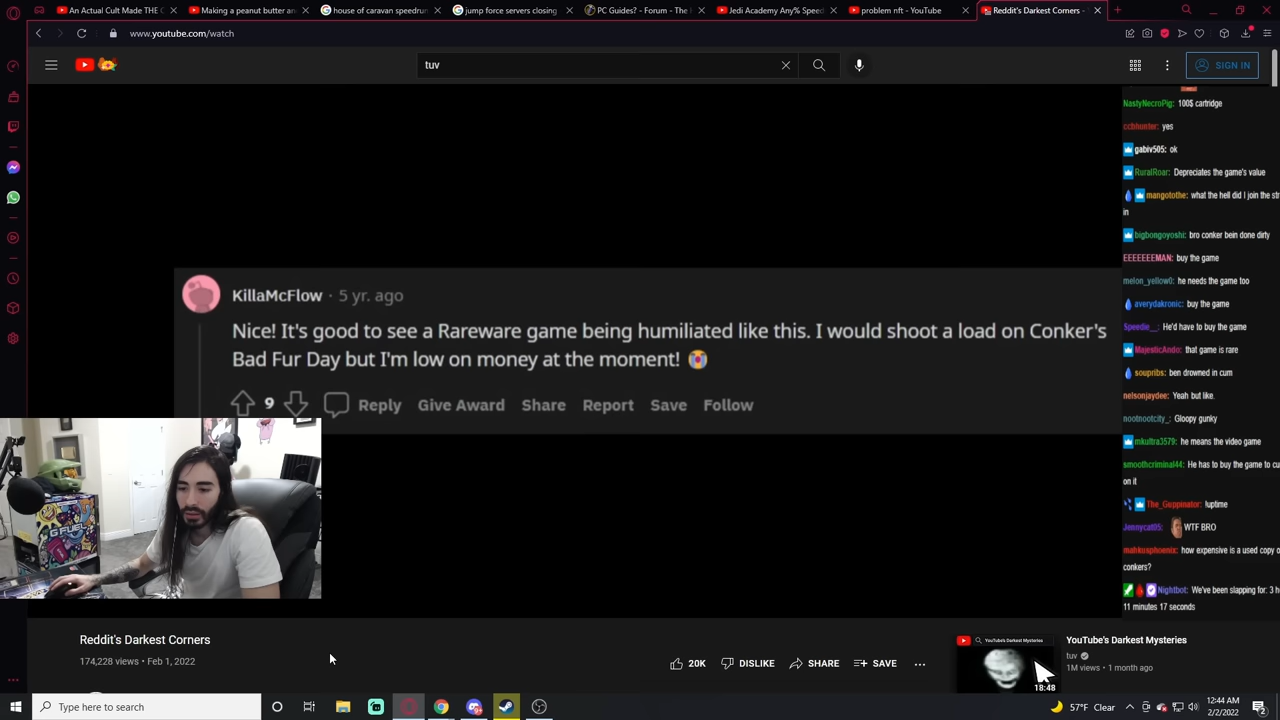 An Actual Cult Made THE C
Making a peanut butter an
house of caravan speedrun
jump force servers closing
PC Guides? - Forum - The H
Jedi Academy Any% Speed
problem nft - YouTube
Reddit's Darkest Corners -
www.youtube.com/watch
tuv
SIGN IN
NastyNecroPig: 100$ cartridge
ccbhunter: yes
gabiv505: ok
RuralRoar: Depreciates the game's value
mangotothe: what the hell did I join the str
in
bigbongoyoshi: bro conker bein done dirty
EEEEEEEMAN: buy the game
melon_yellow0: he needs the game too
averydakronic: buy the game
Speedie__: He'd have to buy the game
MajesticAndo: that game is rare
soupribs: ben drowned in cum
nelsonjaydee: Yeah but like.
nootnootcity_: Gloopy gunky
mkultra3579: he means the video game
smoothcriminal44: He has to buy the game to cu
on it
The_Guppinator: !uptime
Jennycat05: WTF BRO
mahkusphoenix: how expensive is a used copy o
conkers?
Nightbot: We've been slapping for: 3 h
11 minutes 17 seconds
KillaMcFlow · 5 yr. ago
Nice! It's good to see a Rareware game being humiliated like this. I would shoot a load on Conker's
Bad Fur Day but I'm low on money at the moment!
9 Reply Give Award Share Report Save Follow
G FUEL
Reddit's Darkest Corners
174,228 views • Feb 1, 2022
20K DISLIKE SHARE SAVE
YouTube's Darkest Mysteries
18:48
YouTube's Darkest Mysteries
tuv
1M views • 1 month ago
Type here to search
57°F Clear
12:44 AM
2/2/2022
2